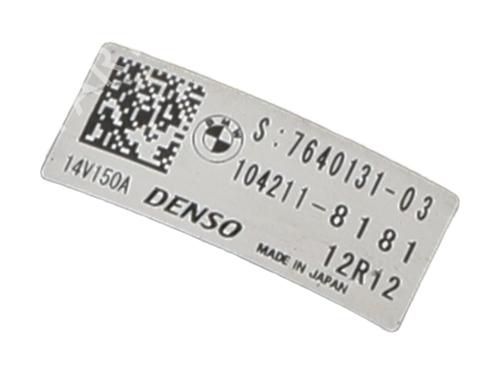 S:7640131-03
104211-8181
14V150A DENSO 12R12
MADE IN JAPAN